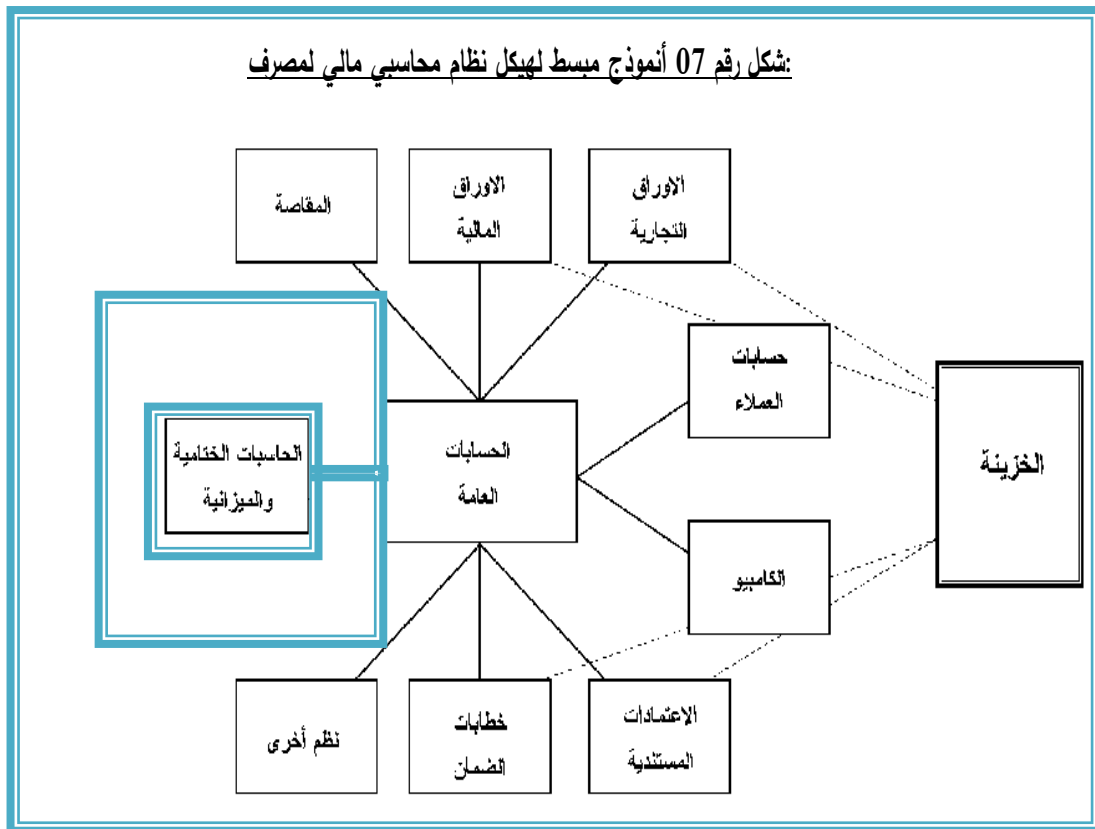 شكل رقم 07 أنموذج مبسط لهيكل نظام محاسبي مالي لمصرف:
الاوراق
التجارية
الاوراق
المالية
المقاصة
حسابات
العملاء
الخزينة
الحسابات
العامة
الحاسبات الختامية
والميزانية
الكامبيو
الاعتمادات
المستندية
خطابات
الضمان
نظم أخرى